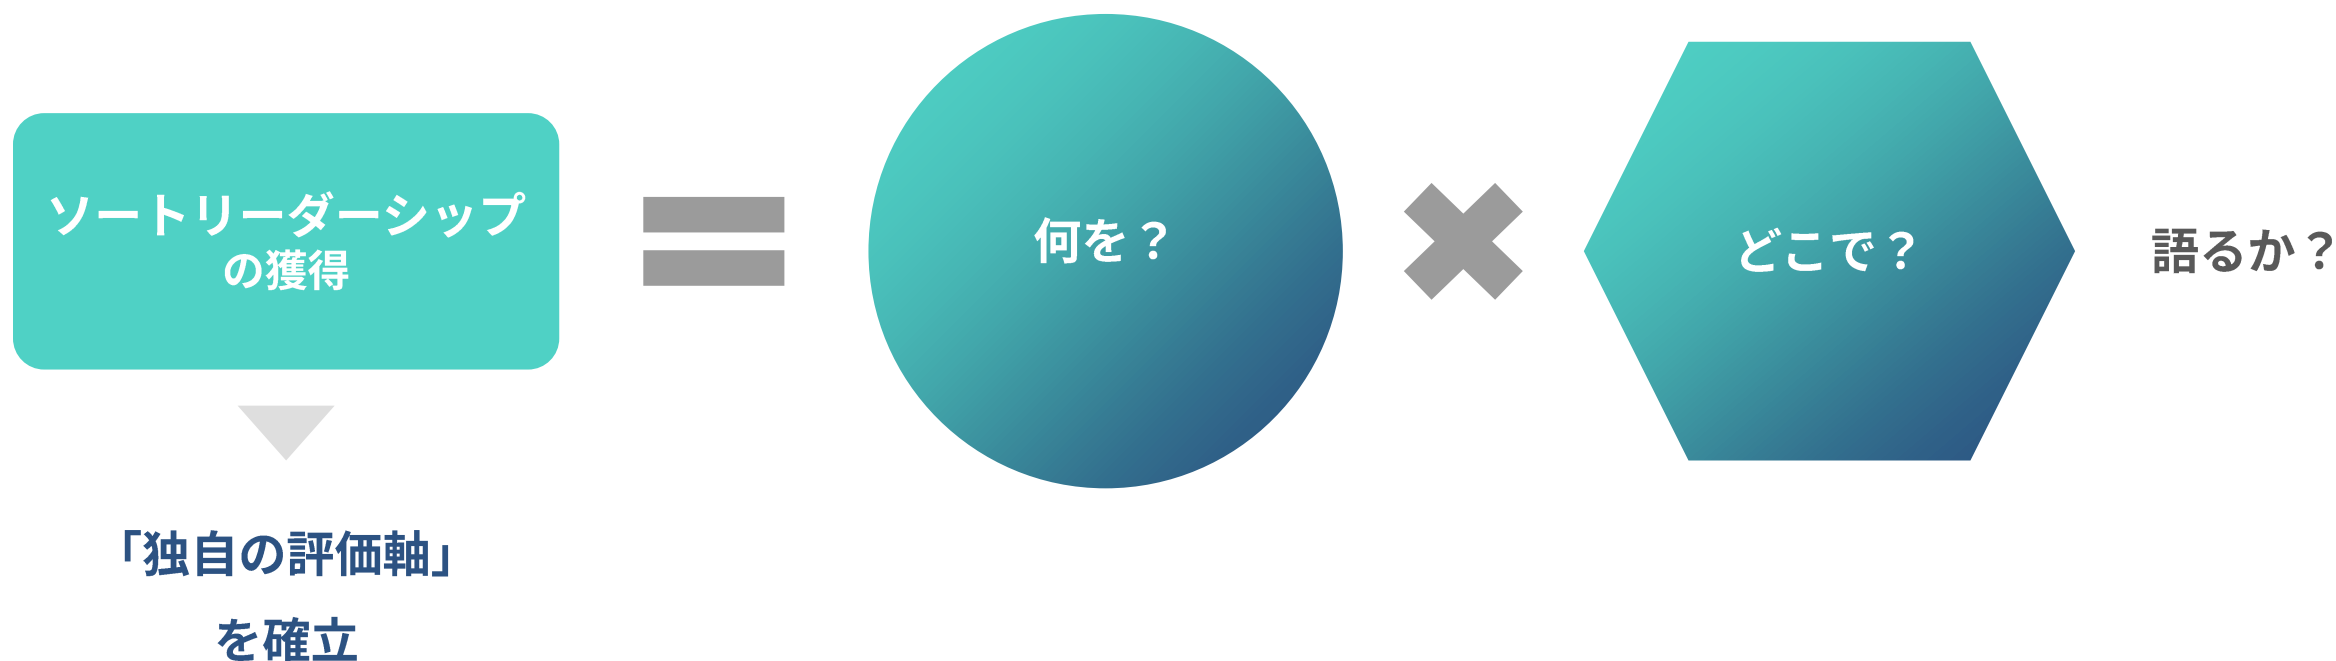 ソートリーダーシップ
の獲得
何を？
どこで？
語るか？
「独自の評価軸」
を確立